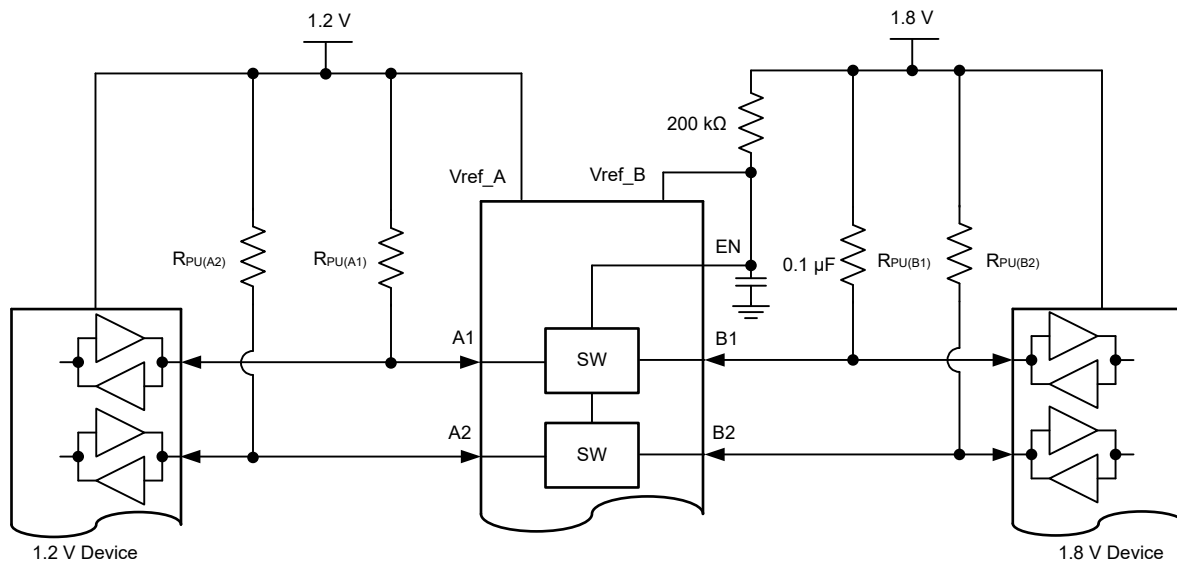 1.2 V
1.8 V
200 kΩ
Vref_A
Vref_B
EN
RPU(A2)
RPU(A1)
0.1 µF
RPU(B1)
RPU(B2)
A1
B1
SW
A2
B2
SW
1.2 V Device
1.8 V Device